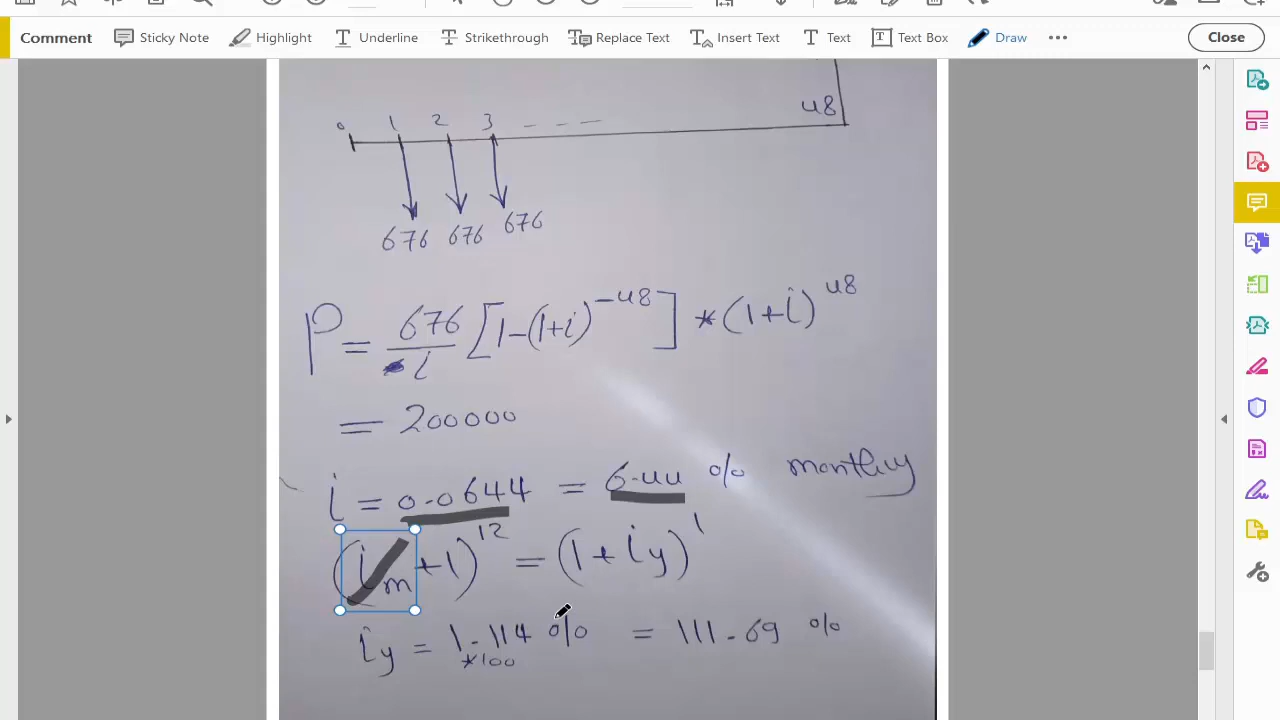 Comment Sticky Note Highlight Underline Strikethrough Replace Text Insert Text Text Text Box Draw Close
48
0 1 2 3 - - -
676 676 676
P = 676/i [1-(1+i)^-48] * (1+i)^48
= 200000
i = 0.0644 = 6.44 % monthly
(im+1)^12 = (1+iy)^1
iy = 1.114 % = 111.69 %
*100